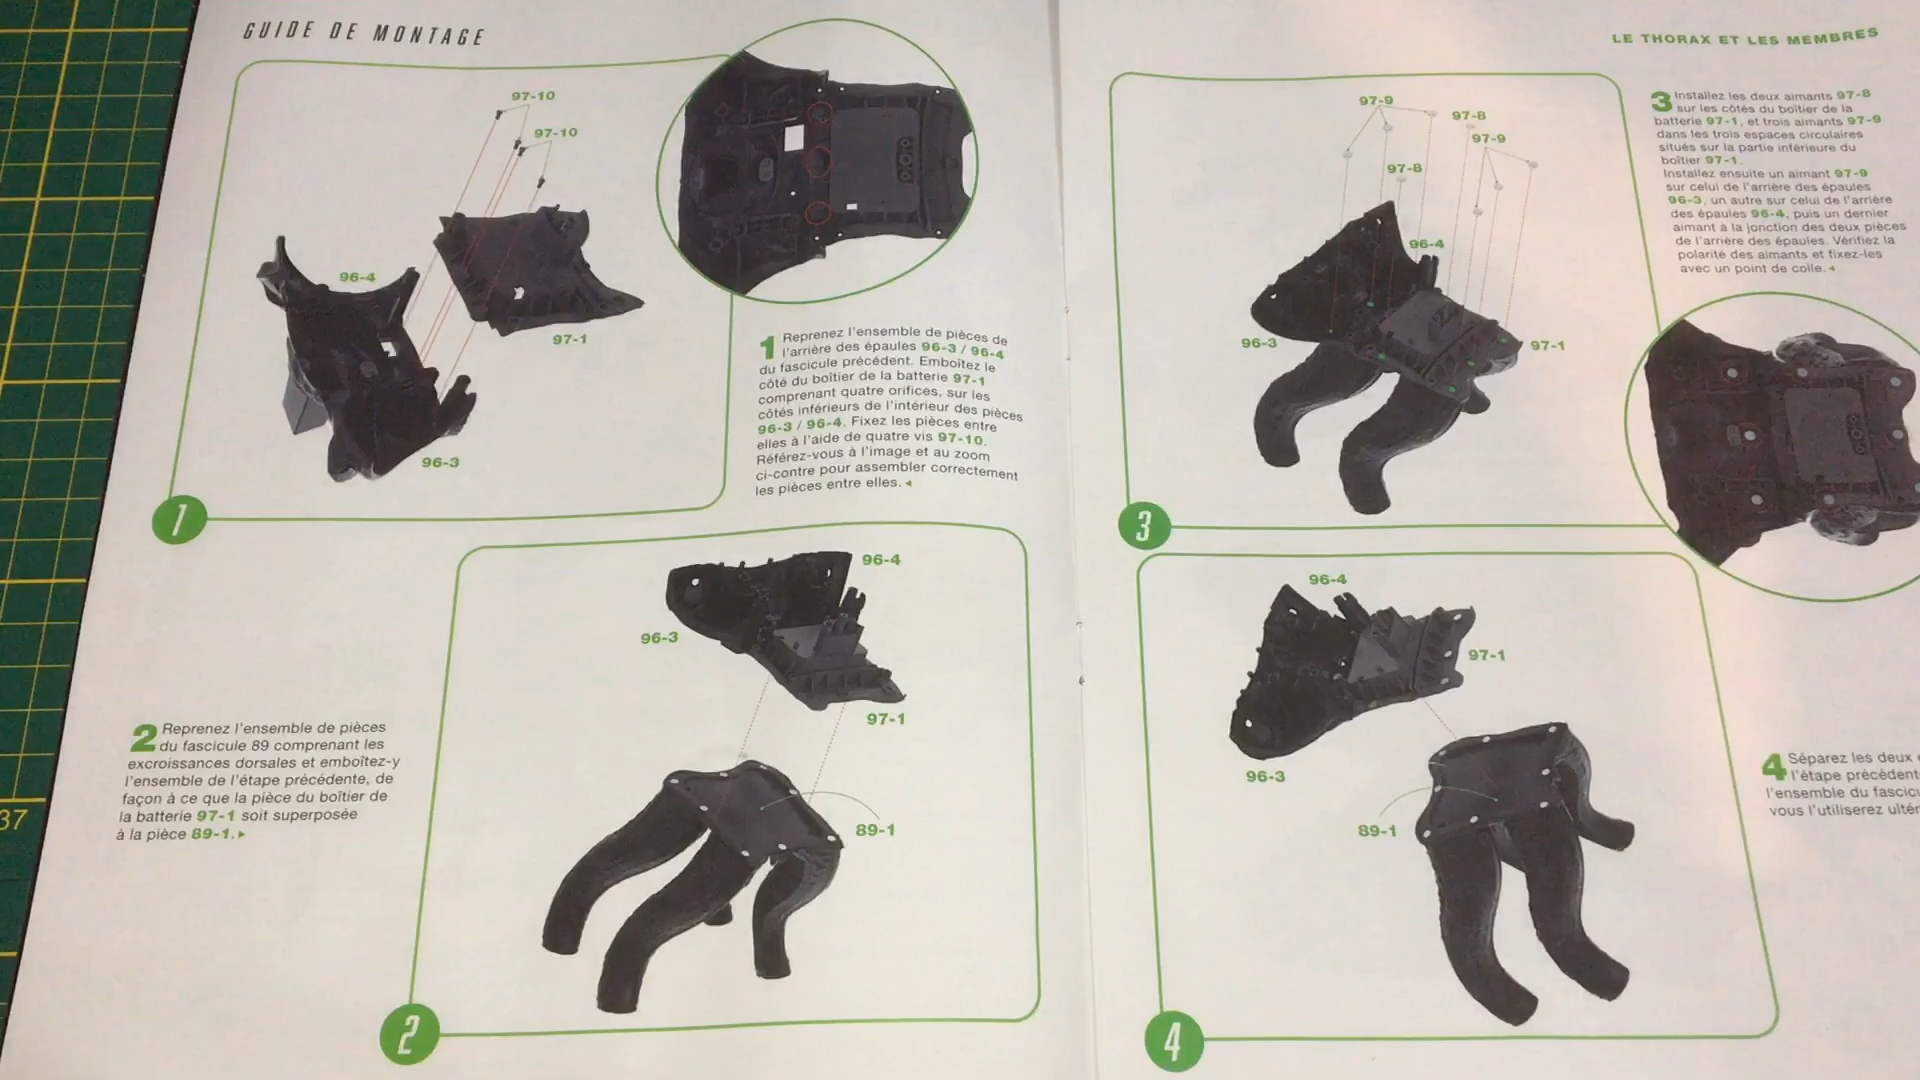 GUIDE DE MONTAGE
97-10
97-10
96-4
97-1
96-3
1
1 Reprenez l'ensemble de pièces de
l'arrière des épaules 96-3 / 96-4
du fascicule précédent. Emboîtez le
côté du boîtier de la batterie 97-1
comprenant quatre orifices, sur les
côtés inférieurs de l'intérieur des pièces
96-3 / 96-4. Fixez les pièces entre
elles à l'aide de quatre vis 97-10.
Référez-vous à l'image et au zoom
ci-contre pour assembler correctement
les pièces entre elles.
96-4
96-3
97-1
89-1
2
2 Reprenez l'ensemble de pièces
du fascicule 89 comprenant les
excroissances dorsales et emboîtez-y
l'ensemble de l'étape précédente, de
façon à ce que la pièce du boîtier de
la batterie 97-1 soit superposée
à la pièce 89-1.
37
LE THORAX ET LES MEMBRES
97-9
97-8
97-9
97-8
96-4
96-3
97-1
3
3 Installez les deux aimants 97-8
sur les côtés du boîtier de la
batterie 97-1, et trois aimants 97-9
dans les trois espaces circulaires
situés sur la partie inférieure du
boîtier 97-1.
Installez ensuite un aimant 97-9
sur celui de l'arrière des épaules
96-3, un autre sur celui de l'arrière
des épaules 96-4, puis un dernier
aimant à la jonction des deux pièces
de l'arrière des épaules. Vérifiez la
polarité des aimants et fixez-les
avec un point de colle.
96-4
97-1
96-3
89-1
4
4 Séparez les deux
l'étape précédent
l'ensemble du fascicu
vous l'utiliserez ultér